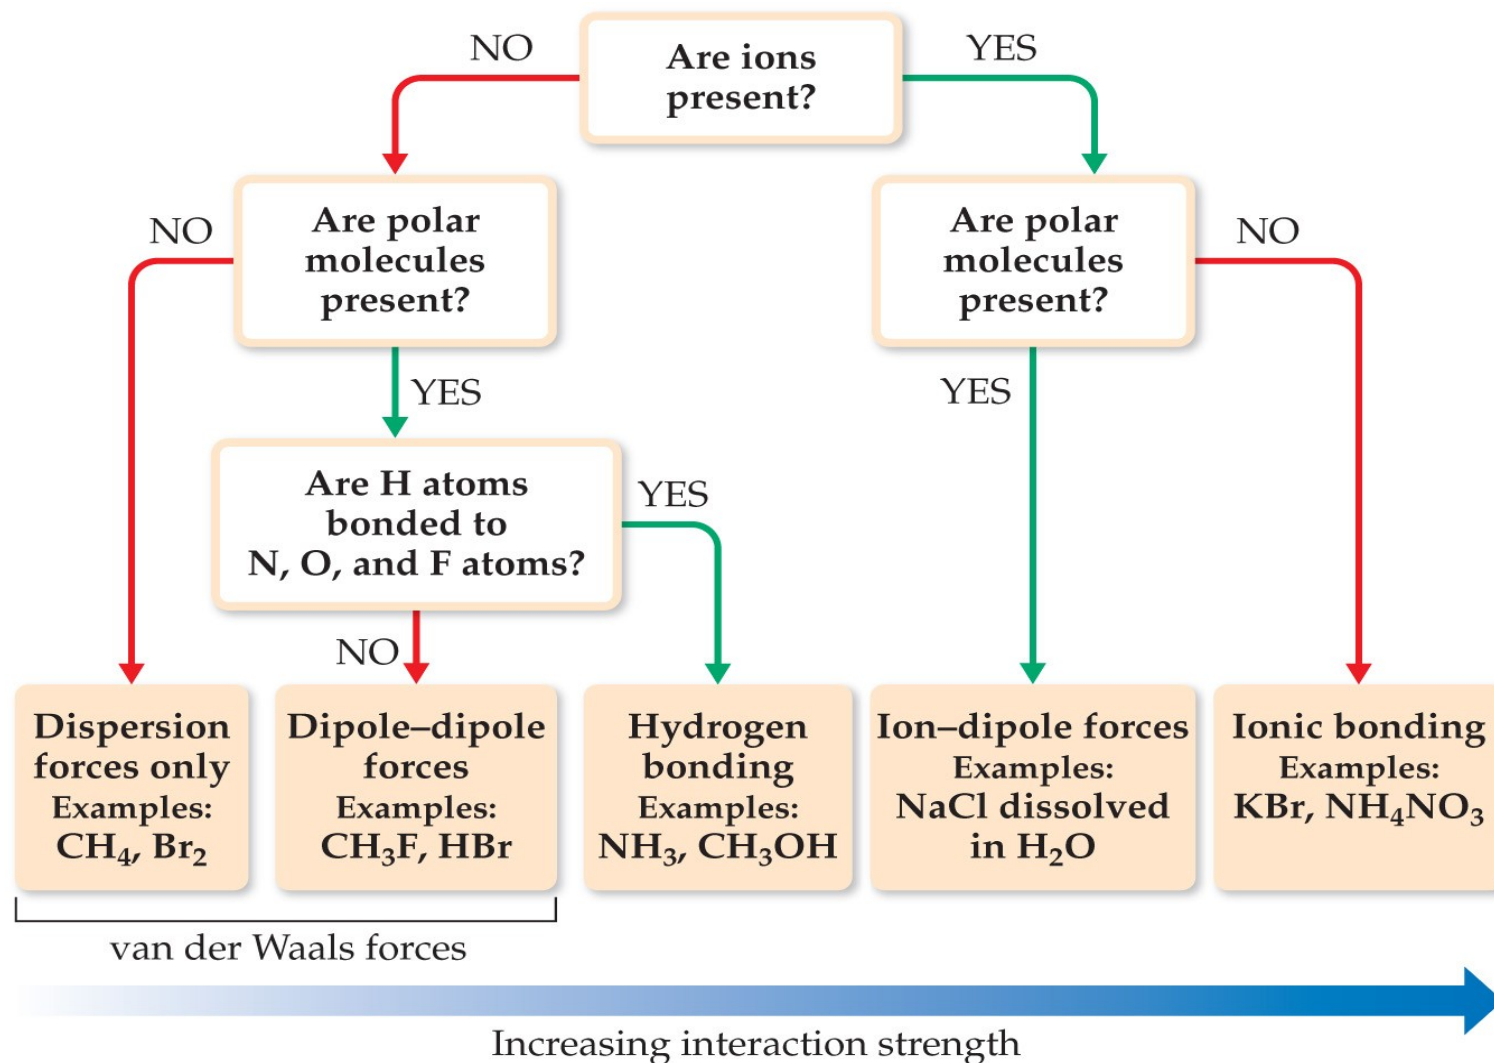 NO
Are ions
present?
YES
NO
Are polar
molecules
present?
YES
Are polar
molecules
present?
NO
YES
Are H atoms
bonded to
N, O, and F atoms?
YES
NO
Dispersion
forces only
Examples:
CH₄, Br₂
Dipole–dipole
forces
Examples:
CH₃F, HBr
Hydrogen
bonding
Examples:
NH₃, CH₃OH
Ion–dipole forces
Examples:
NaCl dissolved
in H₂O
Ionic bonding
Examples:
KBr, NH₄NO₃
van der Waals forces
Increasing interaction strength